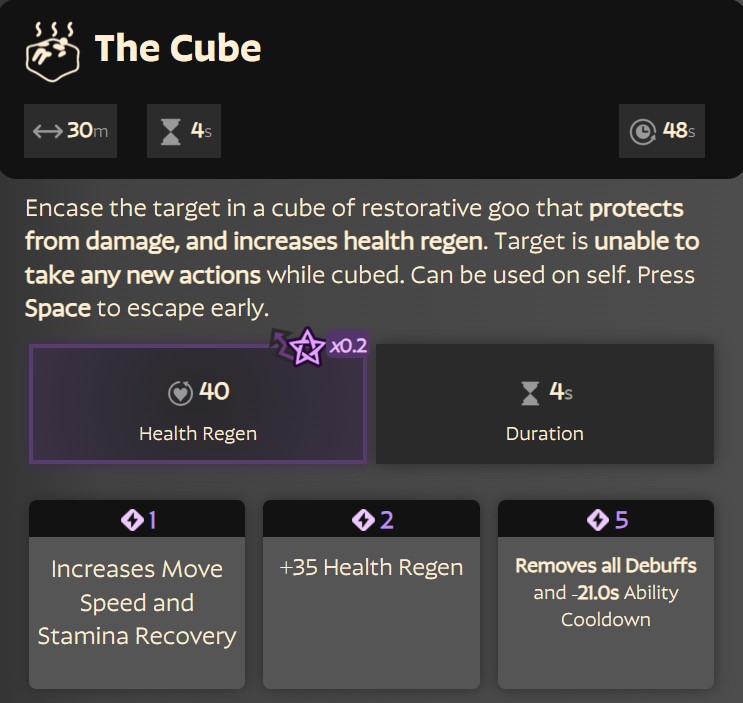 The Cube
30m 4s 48s
Encase the target in a cube of restorative goo that protects
from damage, and increases health regen. Target is unable to
take any new actions while cubed. Can be used on self. Press
Space to escape early.
x0.2
40 4s
Health Regen Duration
1
Increases Move
Speed and
Stamina Recovery
2
+35 Health Regen
5
Removes all Debuffs
and -21.0s Ability
Cooldown